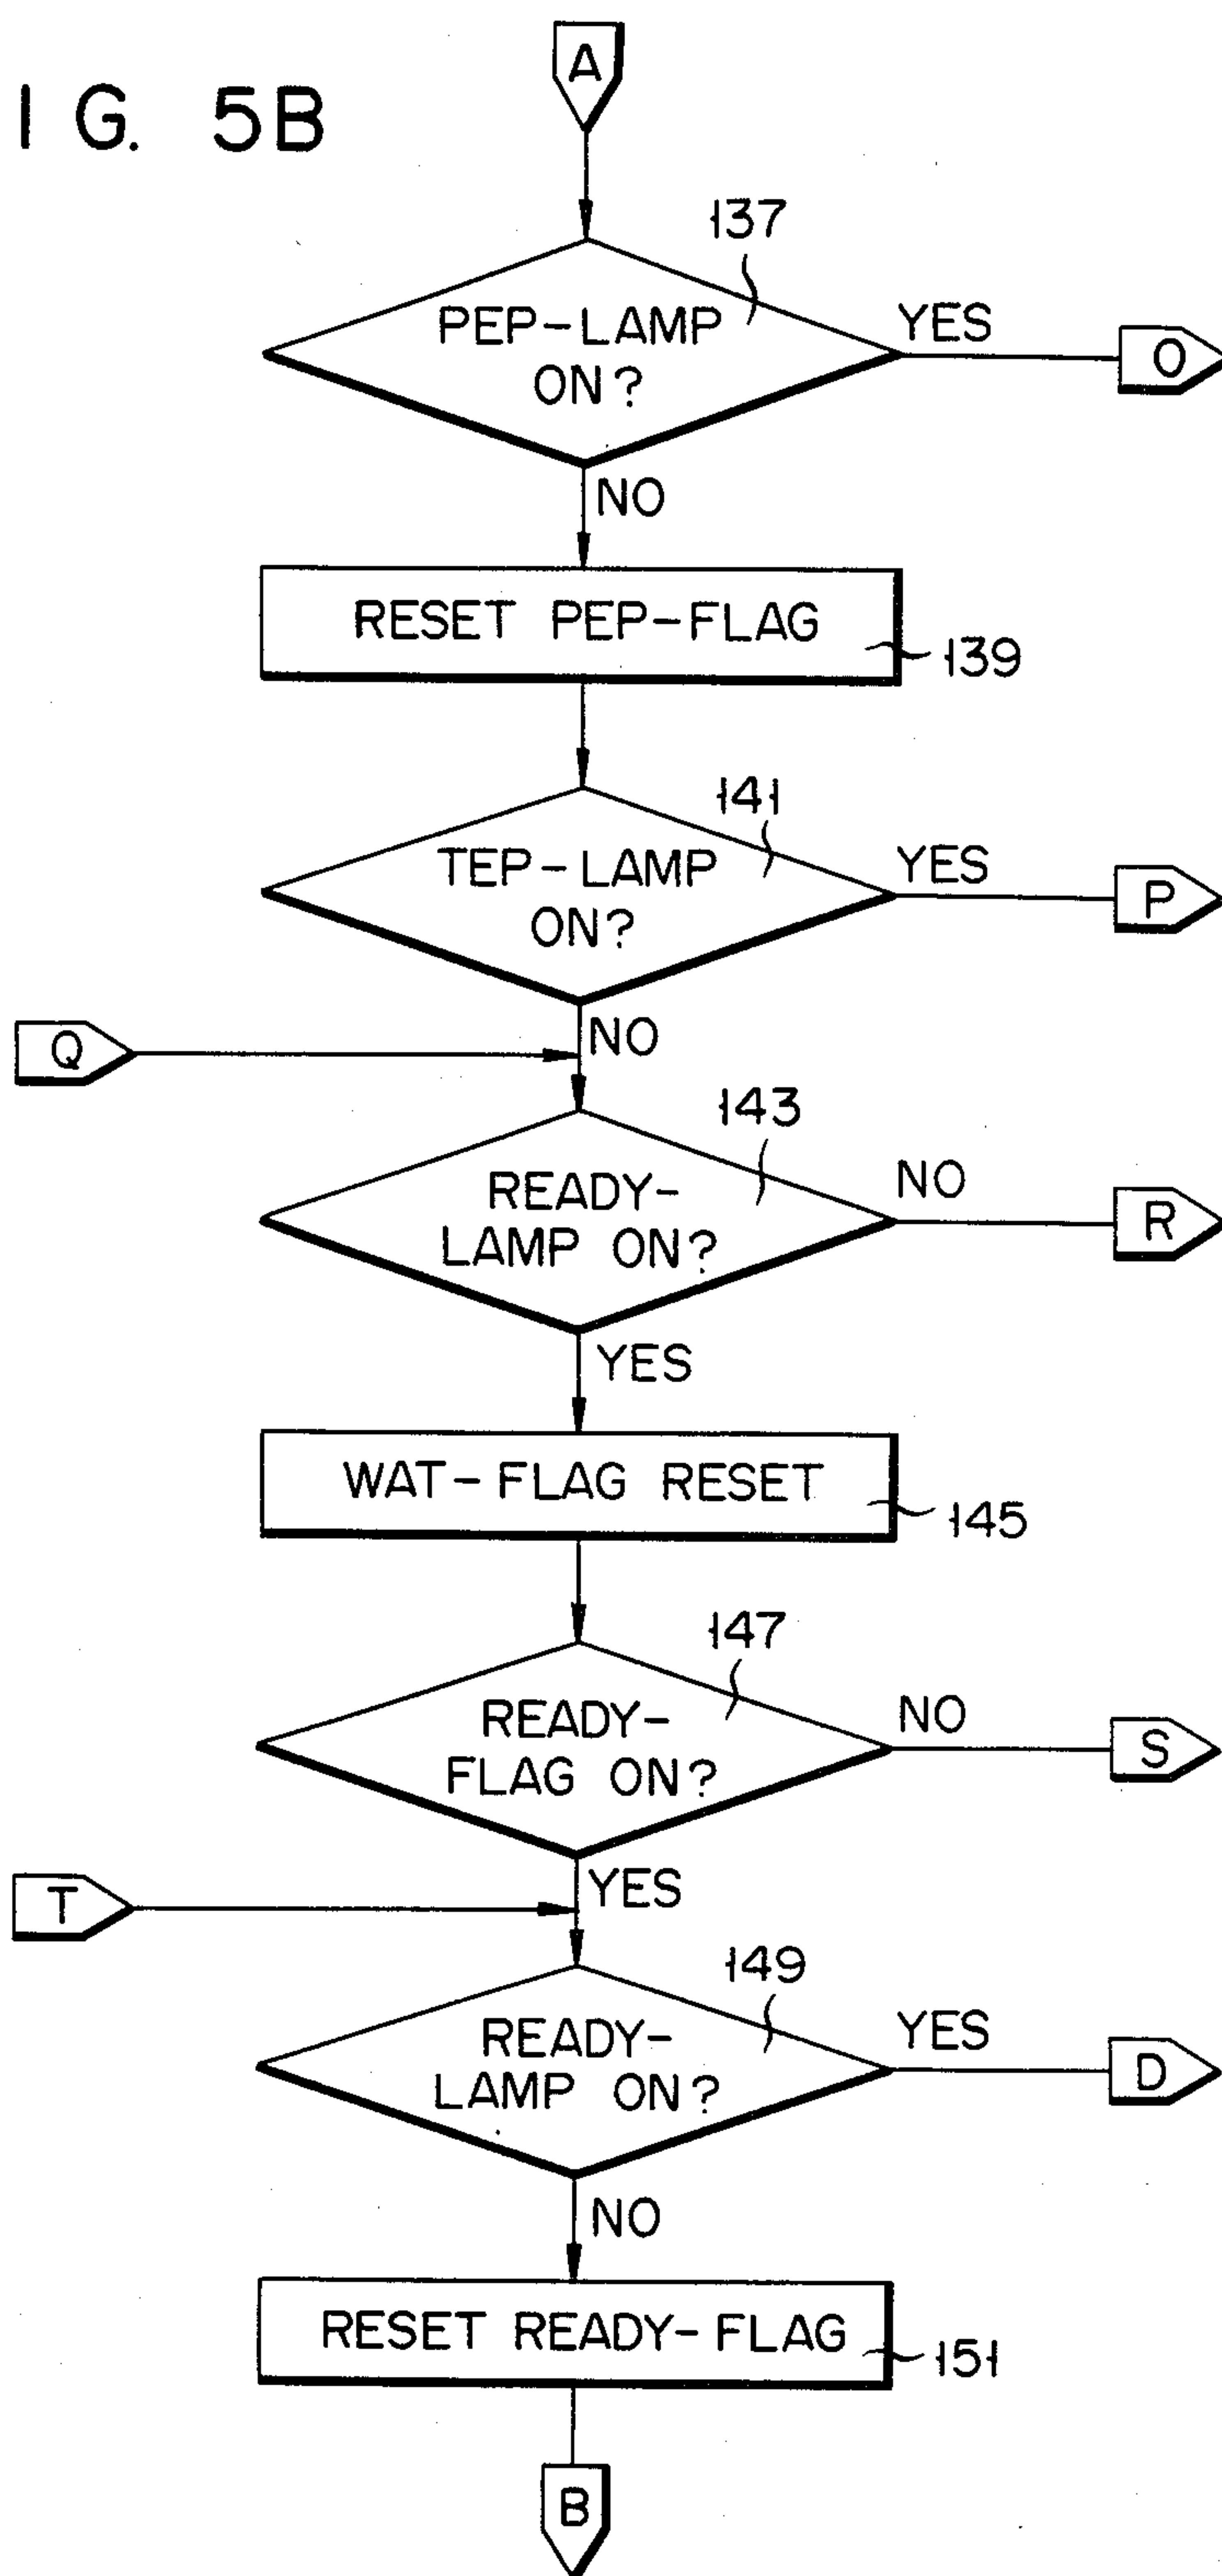 I G. 5B
A
137
PEP-LAMP
ON?
YES
O
NO
RESET PEP-FLAG
139
141
TEP-LAMP
ON?
YES
P
Q
NO
143
READY-
LAMP ON?
NO
R
YES
WAT-FLAG RESET
145
147
READY-
FLAG ON?
NO
S
T
YES
149
READY-
LAMP ON?
YES
D
NO
RESET READY-FLAG
151
B